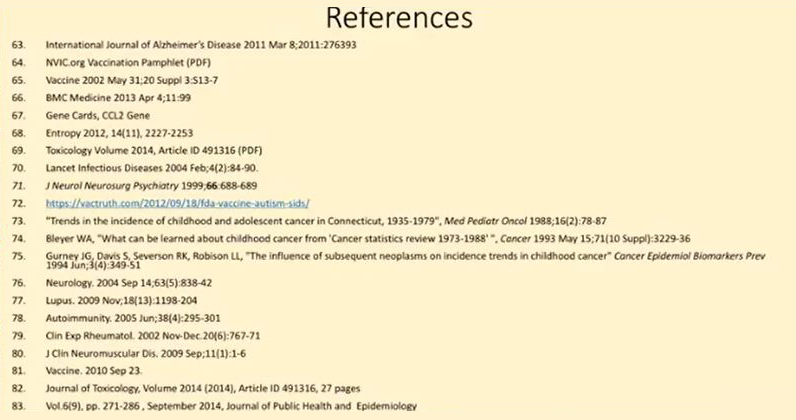 References
63. International Journal of Alzheimer's Disease 2011 Mar 8;2011:276393
64. NVIC.org Vaccination Pamphlet (PDF)
65. Vaccine 2002 May 31;20 Suppl 3:S13-7
66. BMC Medicine 2013 Apr 4;11:99
67. Gene Cards, CCL2 Gene
68. Entropy 2012, 14(11), 2227-2253
69. Toxicology Volume 2014, Article ID 491316 (PDF)
70. Lancet Infectious Diseases 2004 Feb;4(2):84-90.
71. J Neurol Neurosurg Psychiatry 1999;66:688-689
72. https://vactruth.com/2012/09/18/fda-vaccine-autism-sids/
73. "Trends in the incidence of childhood and adolescent cancer in Connecticut, 1935-1979", Med Pediatr Oncol 1988;16(2):78-87
74. Bleyer WA, "What can be learned about childhood cancer from 'Cancer statistics review 1973-1988' ", Cancer 1993 May 15;71(10 Suppl):3229-36
75. Gurney JG, Davis S, Severson RK, Robison LL, "The influence of subsequent neoplasms on incidence trends in childhood cancer" Cancer Epidemiol Biomarkers Prev
1994 Jun;3(4):349-51
76. Neurology. 2004 Sep 14;63(5):838-42
77. Lupus. 2009 Nov;18(13):1198-204
78. Autoimmunity. 2005 Jun;38(4):295-301
79. Clin Exp Rheumatol. 2002 Nov-Dec.20(6):767-71
80. J Clin Neuromuscular Dis. 2009 Sep;11(1):1-6
81. Vaccine. 2010 Sep 23.
82. Journal of Toxicology, Volume 2014 (2014), Article ID 491316, 27 pages
83. Vol.6(9), pp. 271-286 , September 2014, Journal of Public Health and Epidemiology